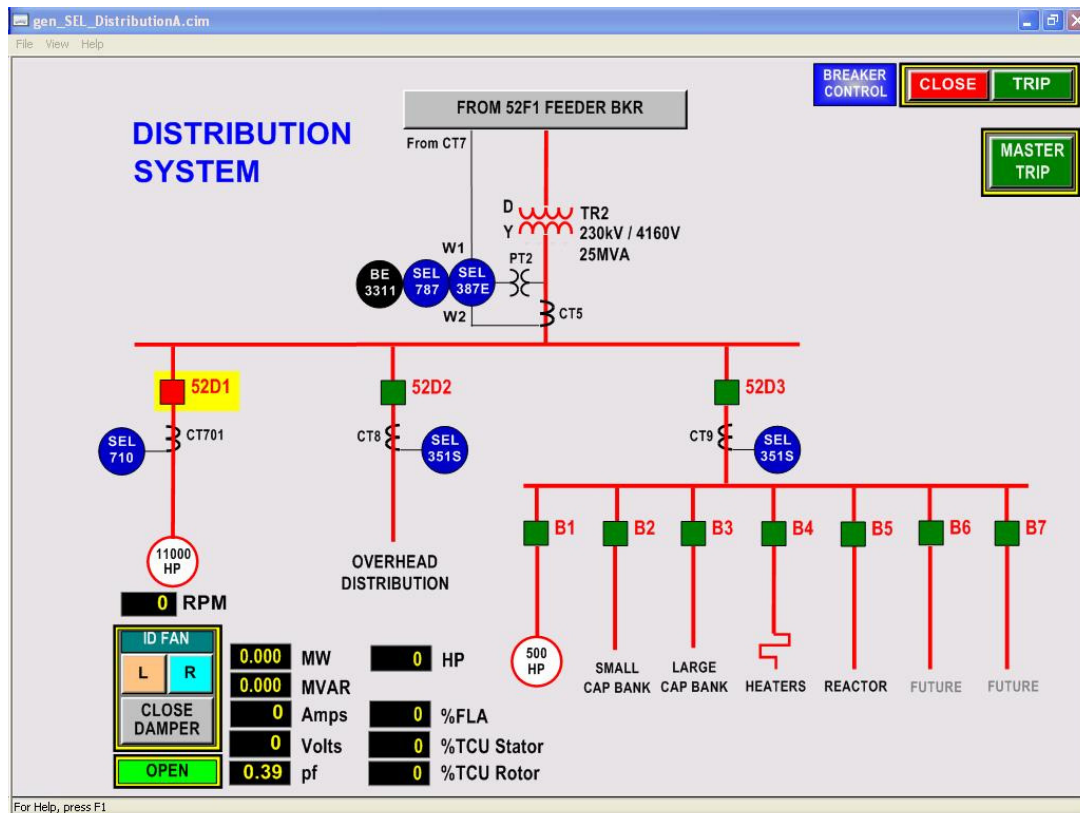 gen_SEL_DistributionA.cim
File View Help
BREAKER
CONTROL
CLOSE
TRIP
MASTER
TRIP
DISTRIBUTION
SYSTEM
FROM 52F1 FEEDER BKR
From CT7
D
Y
TR2
230kV / 4160V
25MVA
W1
PT2
BE
3311
SEL
787
SEL
387E
W2
CT5
52D1
52D2
52D3
SEL
710
CT701
CT8
SEL
351S
CT9
SEL
351S
B1
B2
B3
B4
B5
B6
B7
11000
HP
OVERHEAD
DISTRIBUTION
500
HP
SMALL
CAP BANK
LARGE
CAP BANK
HEATERS
REACTOR
FUTURE
FUTURE
0 RPM
ID FAN
L
R
CLOSE
DAMPER
OPEN
0.000 MW
0 HP
0.000 MVAR
0 Amps
0 %FLA
0 Volts
0 %TCU Stator
0.39 pf
0 %TCU Rotor
For Help, press F1